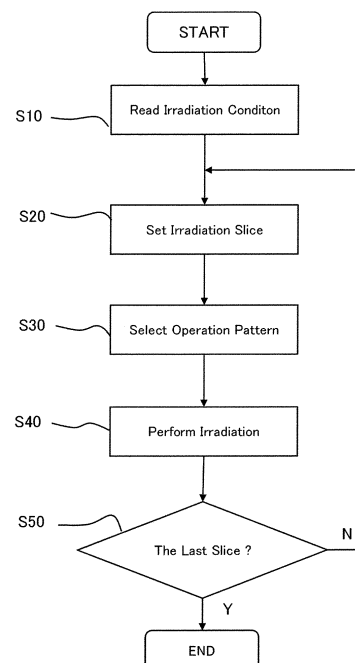 START
Read Irradiation Conditon
S10
Set Irradiation Slice
S20
Select Operation Pattern
S30
Perform Irradiation
S40
The Last Slice ?
S50
N
Y
END